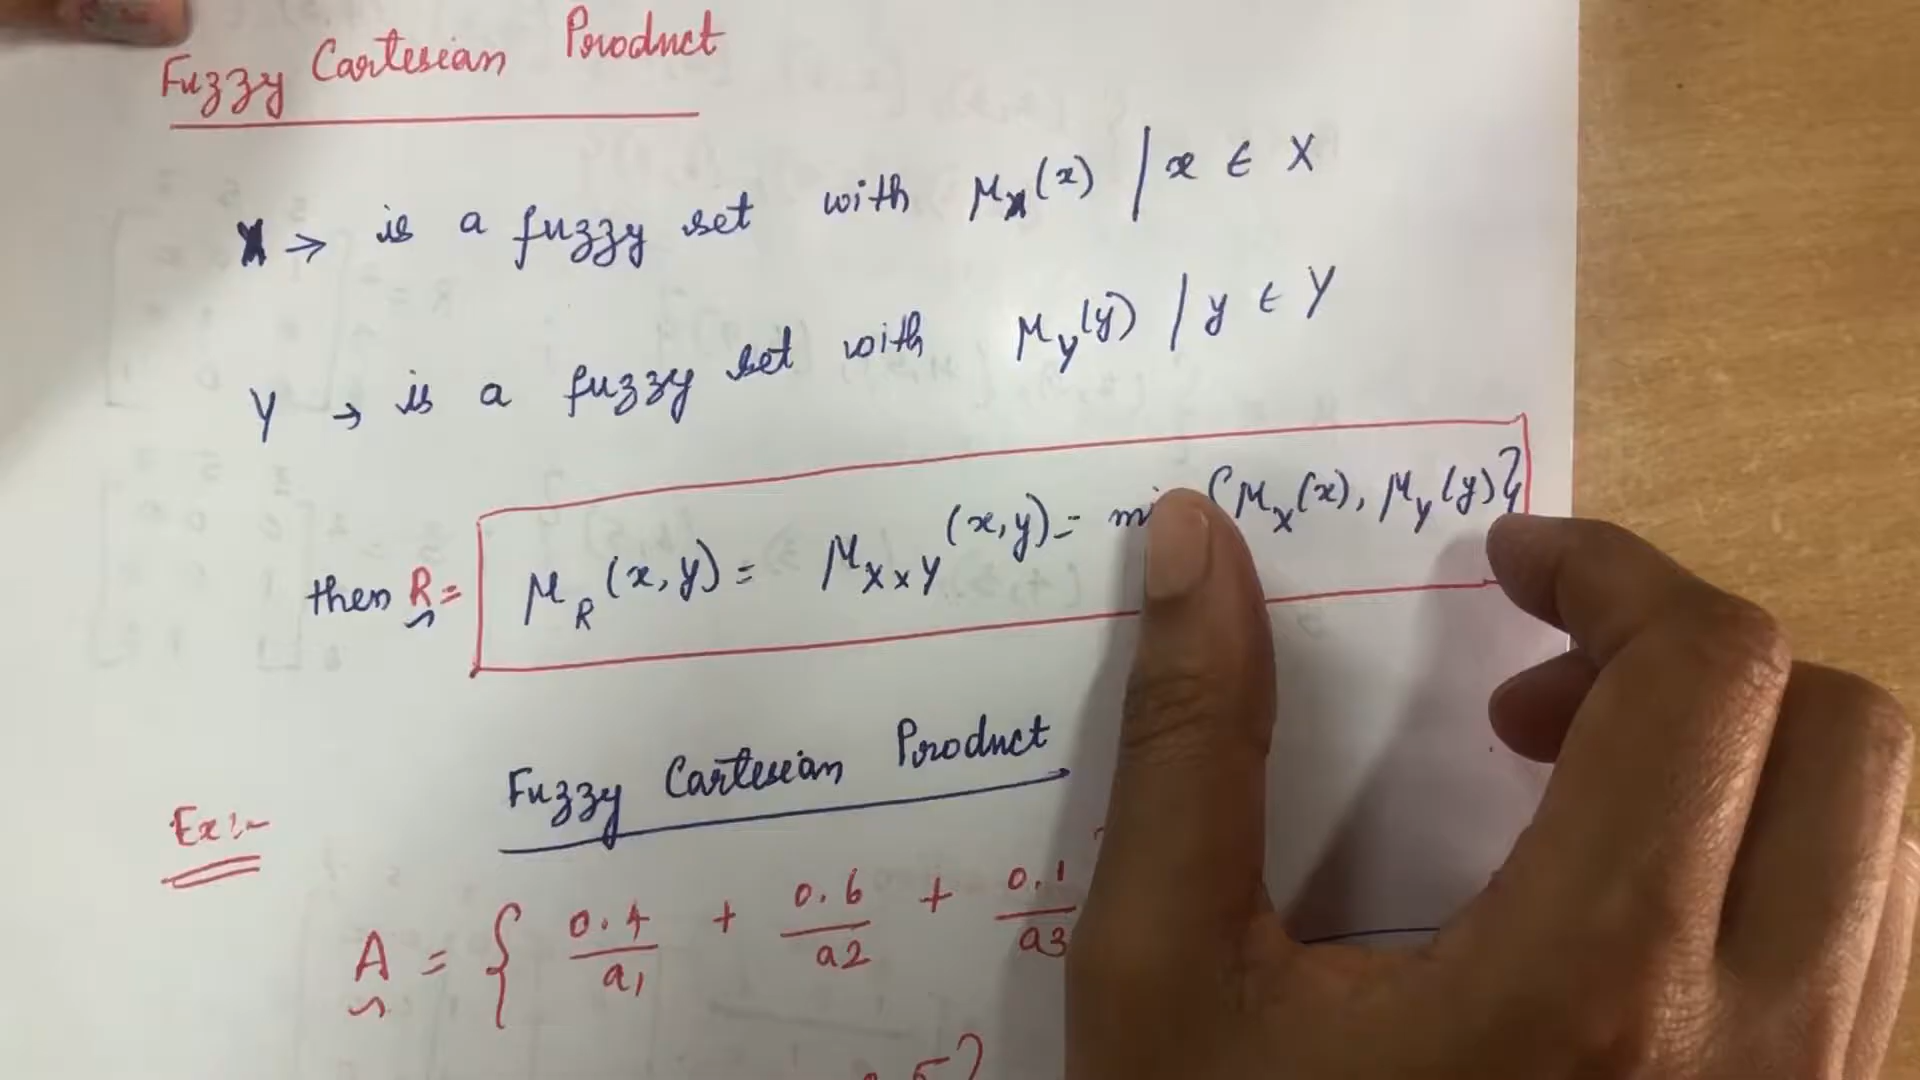 Fuzzy Cartesian Product
X → is a fuzzy set with μX(x) | x ∈ X
Y → is a fuzzy set with μY(y) | y ∈ Y
then R = μR(x, y) = μX×Y(x, y) = {μX(x), μY(y)}
Fuzzy Cartesian Product
Ex:-
A = { 0.4/a1 + 0.6/a2 + 0.1/a3